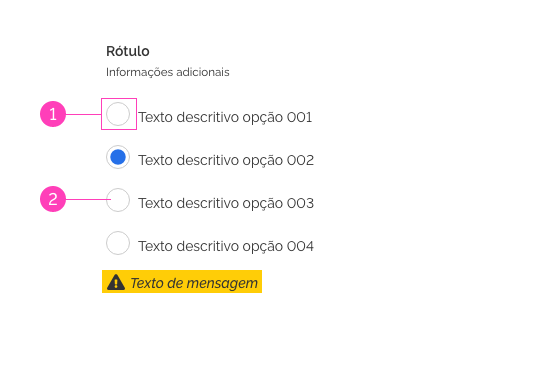 Rótulo
Informações adicionais
1
Texto descritivo opção 001
Texto descritivo opção 002
2
Texto descritivo opção 003
Texto descritivo opção 004
Texto de mensagem